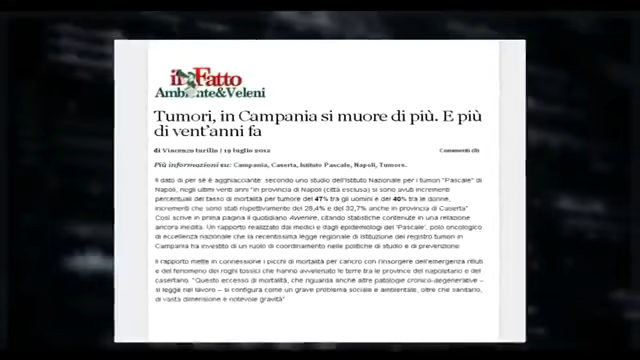 il Fatto
Ambiente&Veleni
Tumori, in Campania si muore di più. E più
di vent'anni fa
di Vincenzo Iurillo | 19 luglio 2012
Commenti
Più informazioni su: Campania, Caserta, Istituto Pascale, Napoli, Tumore.
Il dato di per sé è agghiacciante: secondo uno studio dell'Istituto Nazionale per i tumori "Pascale" di
Napoli, negli ultimi venti anni "in provincia di Napoli (città esclusa) si sono avuti incrementi
percentuali del tasso di mortalità per tumore del 47% tra gli uomini e del 40% tra le donne,
incrementi che sono stati rispettivamente del 28,4% e del 32,7% anche in provincia di Caserta"
Così scrive in prima pagina il quotidiano Avvenire, citando statistiche contenute in una relazione
ancora inedita. Un rapporto realizzato dai medici e dagli epidemiologi del 'Pascale', polo oncologico
di eccellenza nazionale che la recentissima legge regionale di istituzione del registro tumori in
Campania ha investito di un ruolo di coordinamento nelle politiche di studio e di prevenzione
Il rapporto mette in connessione i picchi di mortalità per cancro con l'insorgere dell'emergenza rifiuti
e del fenomeno dei roghi tossici che hanno avvelenato le terre tra le province del napoletano e del
casertano. "Questo eccesso di mortalità, che riguarda anche altre patologie cronico-degenerative –
si legge nel lavoro – si configura come un grave problema sociale e ambientale, oltre che sanitario,
di vasta dimensione e notevole gravità"